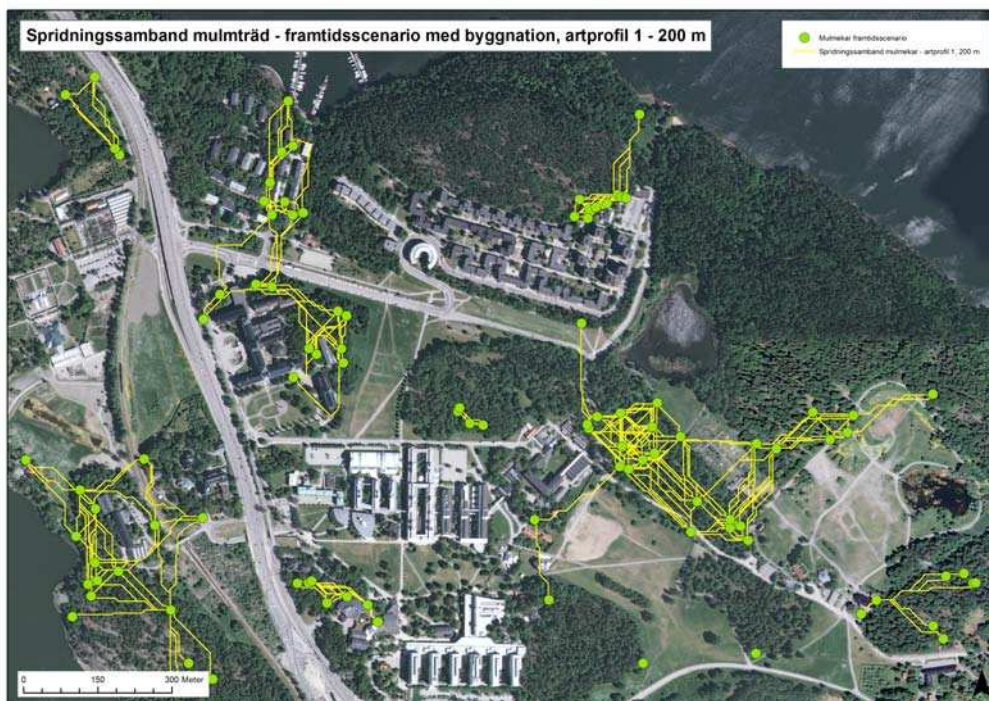 Spridningssamband mulmträd - framtidsscenario med byggnation, artprofil 1 - 200 m
Mulmekar framtidsscenario
Spridningssamband mulmekar - artprofil 1, 200 m
0 150 300 Meter